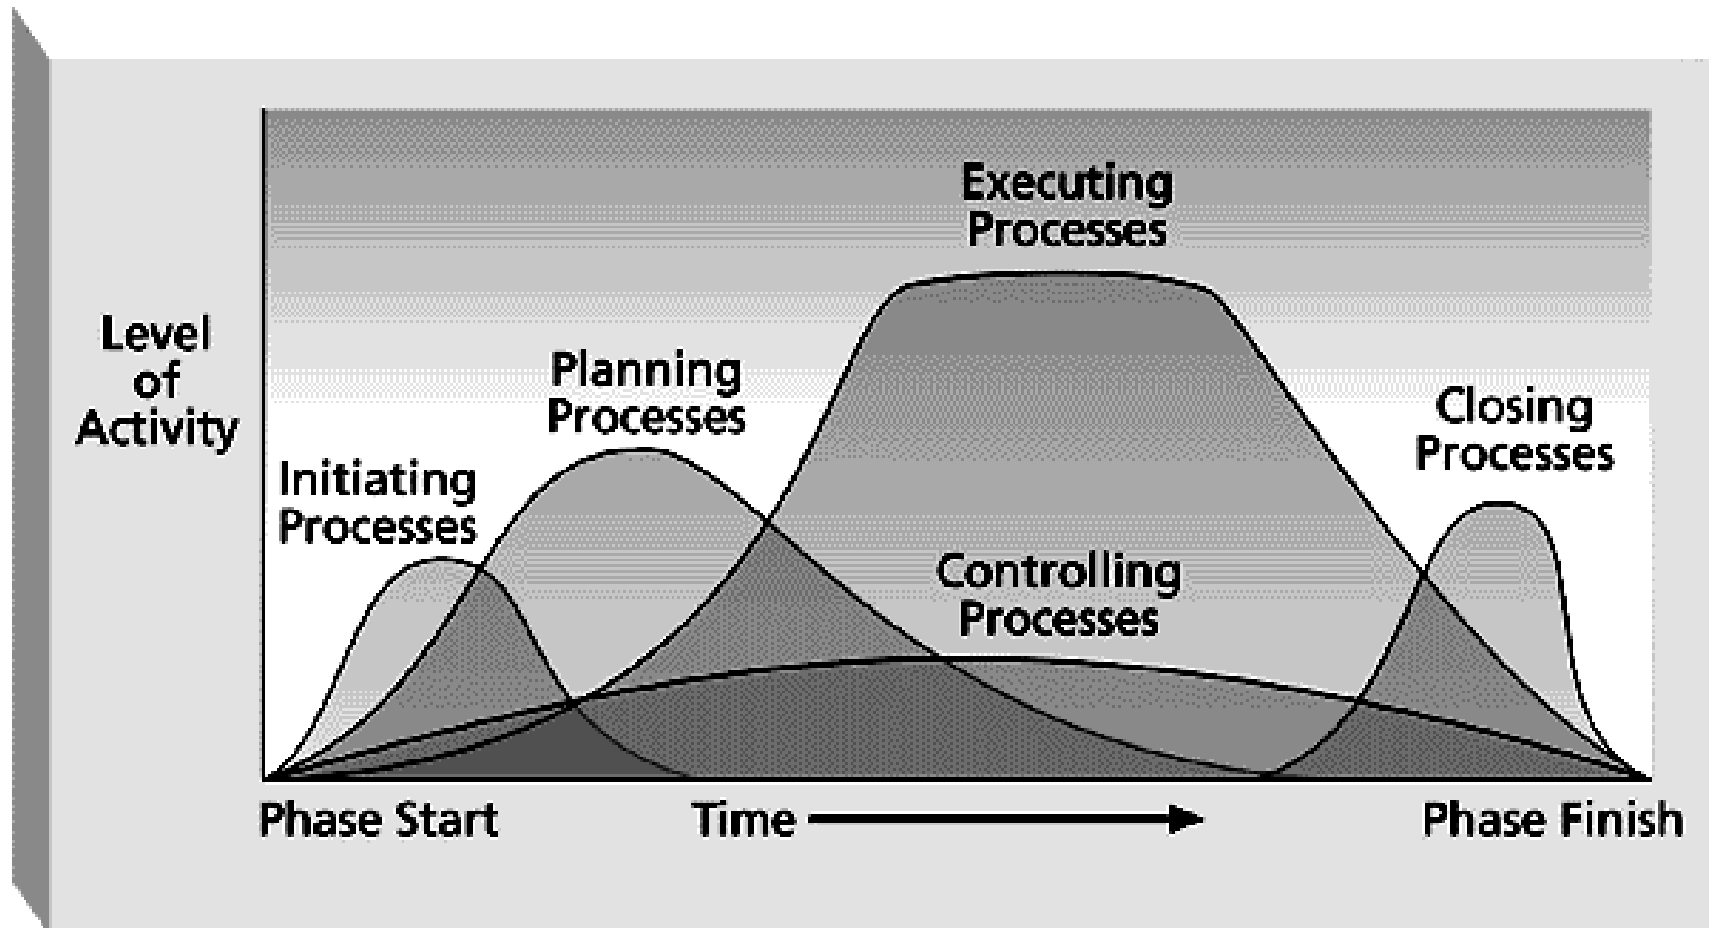 Executing
Processes
Level
of
Activity
Planning
Processes
Closing
Processes
Initiating
Processes
Controlling
Processes
Phase Start
Time
Phase Finish